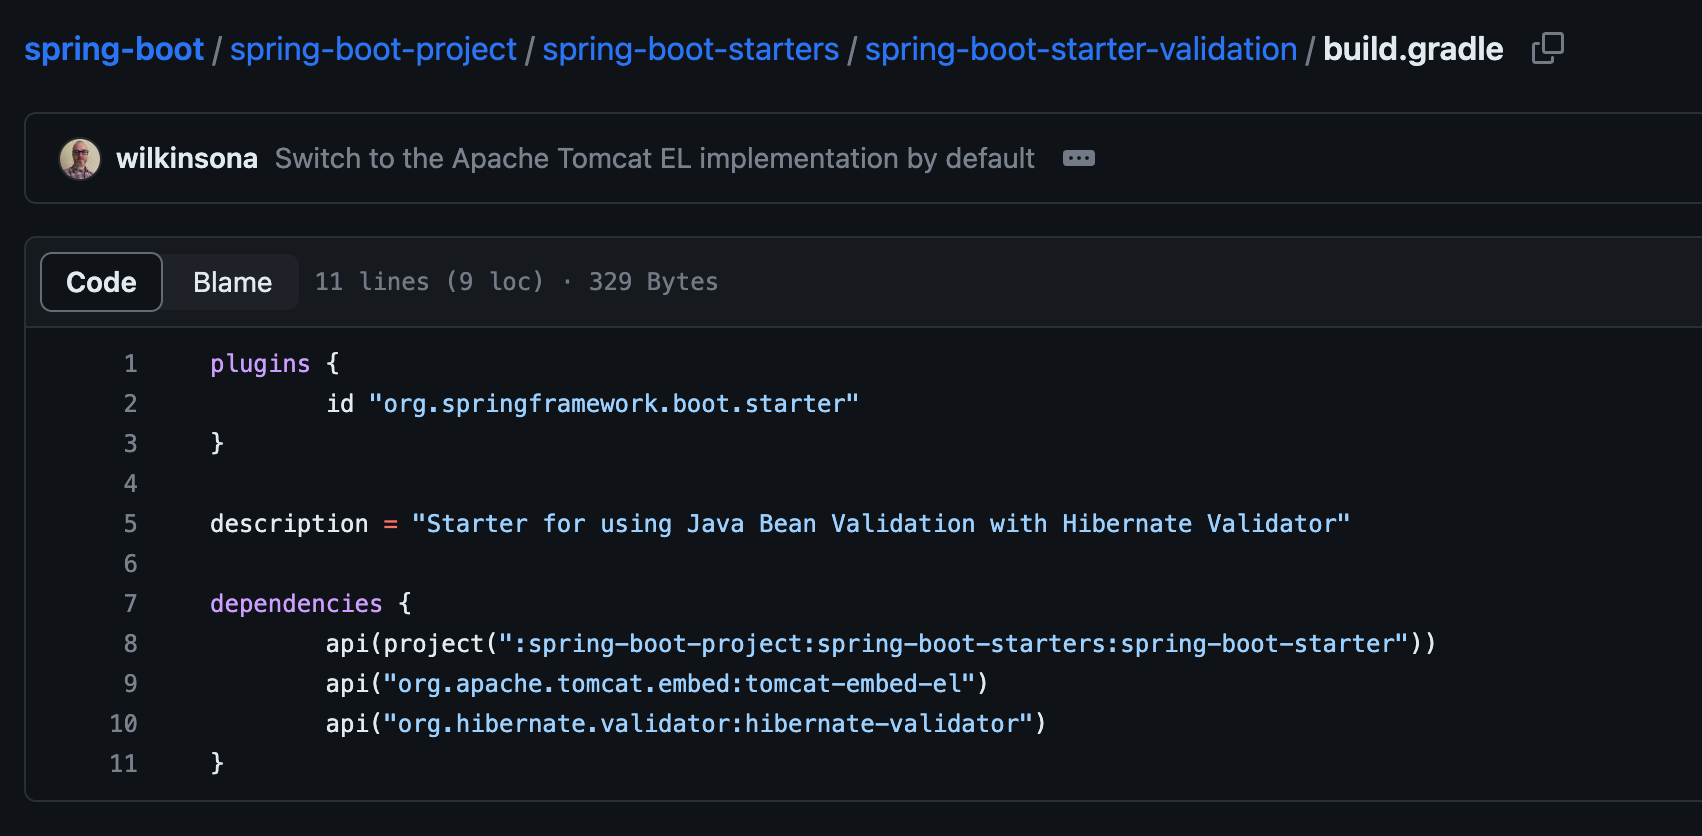 spring-boot / spring-boot-project / spring-boot-starters / spring-boot-starter-validation / build.gradle
wilkinsona Switch to the Apache Tomcat EL implementation by default
Code Blame 11 lines (9 loc) · 329 Bytes
1 plugins {
2 id "org.springframework.boot.starter"
3 }
4
5 description = "Starter for using Java Bean Validation with Hibernate Validator"
6
7 dependencies {
8 api(project(":spring-boot-project:spring-boot-starters:spring-boot-starter"))
9 api("org.apache.tomcat.embed:tomcat-embed-el")
10 api("org.hibernate.validator:hibernate-validator")
11 }